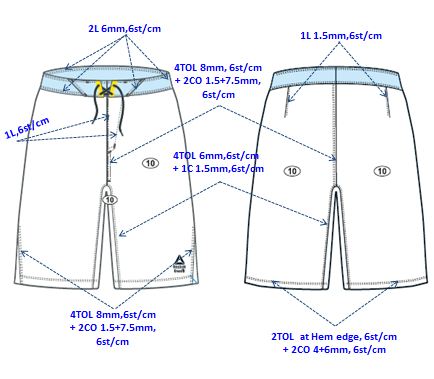 2L 6mm,6st/cm
1L 1.5mm,6st/cm
4TOL 8mm, 6st/cm
+ 2CO 1.5+7.5mm,
6st/cm
1L,6st/cm
4TOL 6mm,6st/cm
+ 1C 1.5mm,6st/cm
10
10
10
10
10
Reebok
4TOL 8mm,6st/cm
+ 2CO 1.5+7.5mm,
6st/cm
2TOL at Hem edge, 6st/cm
+ 2CO 4+6mm, 6st/cm